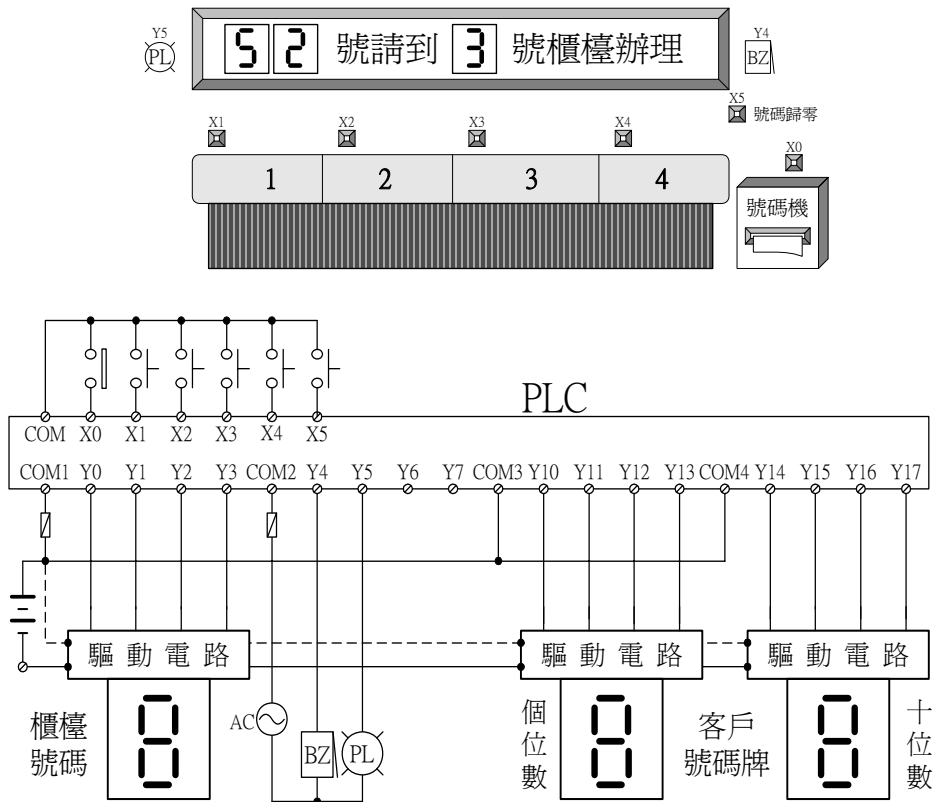 Y5
PL
52 號請到 3 號櫃檯辦理
Y4
BZ
X5
號碼歸零
X1 X2 X3 X4 X0
1 2 3 4
號碼機
PLC
COM X0 X1 X2 X3 X4 X5
COM1 Y0 Y1 Y2 Y3 COM2 Y4 Y5 Y6 Y7 COM3 Y10 Y11 Y12 Y13 COM4 Y14 Y15 Y16 Y17
驅動電路 驅動電路 驅動電路
櫃檯
號碼
8
AC
BZ
PL
個
位
數
8
客戶
號碼牌
8
十
位
數